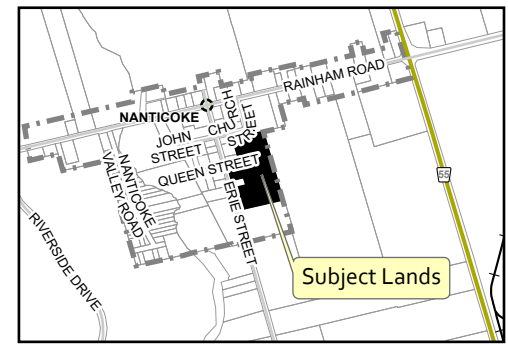 RAINHAM ROAD
NANTICOKE
CHURCH
STREET
JOHN
STREET
QUEEN STREET
NANTICOKE
VALLEY ROAD
ERIE STREET
RIVERSIDE DRIVE
55
Subject Lands